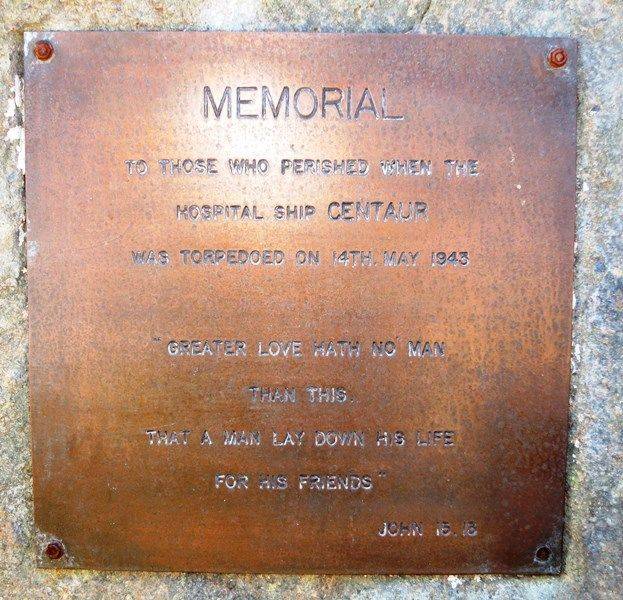 MEMORIAL
TO THOSE WHO PERISHED WHEN THE
HOSPITAL SHIP CENTAUR
WAS TORPEDOED ON 14TH. MAY 1943
"GREATER LOVE HATH NO MAN
THAN THIS.
THAT A MAN LAY DOWN HIS LIFE
FOR HIS FRIENDS"
JOHN 15.13